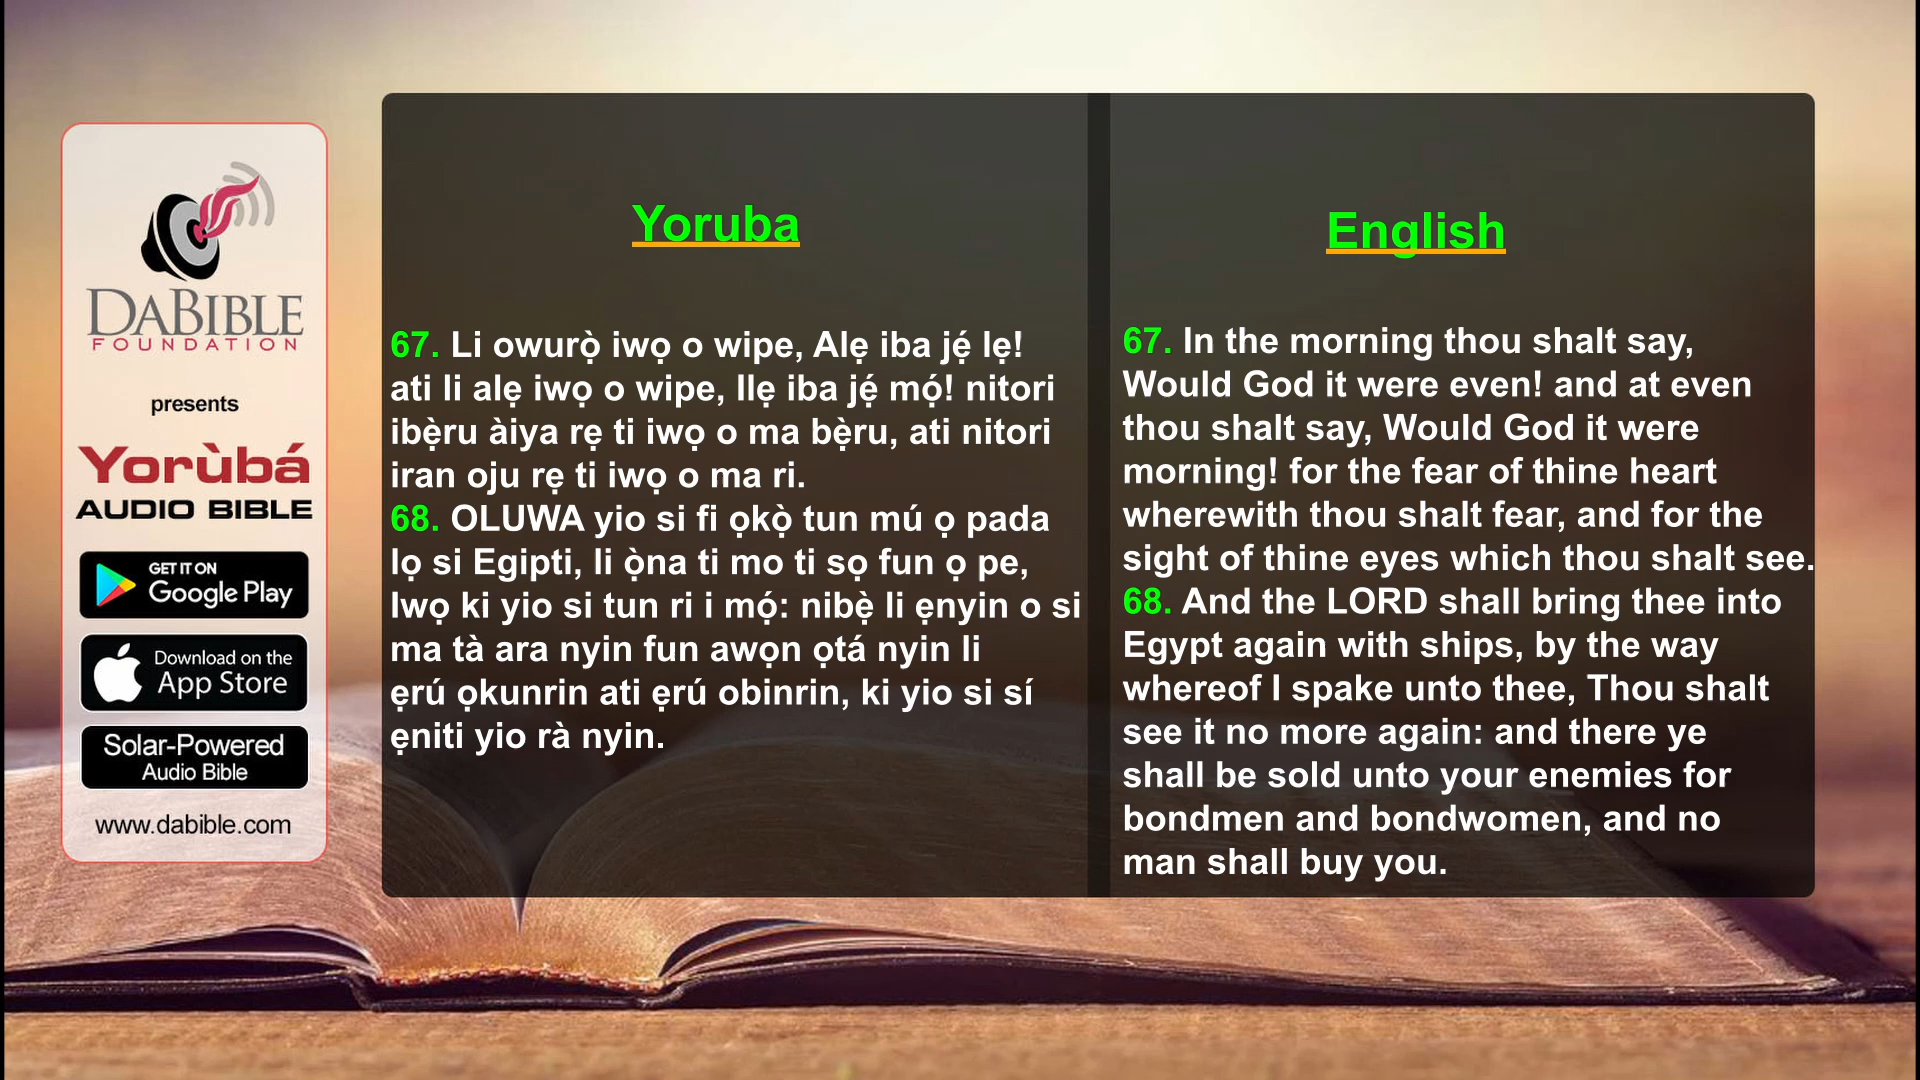 DABIBLE
FOUNDATION
presents
Yorùbá
AUDIO BIBLE
GET IT ON
Google Play
Download on the
App Store
Solar-Powered
Audio Bible
www.dabible.com
Yoruba
67. Li owurọ̀ iwọ o wipe, Alẹ iba jẹ́ lẹ!
ati li alẹ iwọ o wipe, Ilẹ iba jẹ́ mọ́! nitori
ibẹ̀ru àiya rẹ ti iwọ o ma bẹ̀ru, ati nitori
iran oju rẹ ti iwọ o ma ri.
68. OLUWA yio si fi ọkọ̀ tun mú ọ pada
lọ si Egipti, li ọ̀na ti mo ti sọ fun ọ pe,
Iwọ ki yio si tun ri i mọ́: nibẹ̀ li ẹnyin o si
ma tà ara nyin fun awọn ọtá nyin li
ẹrú ọkunrin ati ẹrú obinrin, ki yio si sí
ẹniti yio rà nyin.
English
67. In the morning thou shalt say,
Would God it were even! and at even
thou shalt say, Would God it were
morning! for the fear of thine heart
wherewith thou shalt fear, and for the
sight of thine eyes which thou shalt see.
68. And the LORD shall bring thee into
Egypt again with ships, by the way
whereof I spake unto thee, Thou shalt
see it no more again: and there ye
shall be sold unto your enemies for
bondmen and bondwomen, and no
man shall buy you.